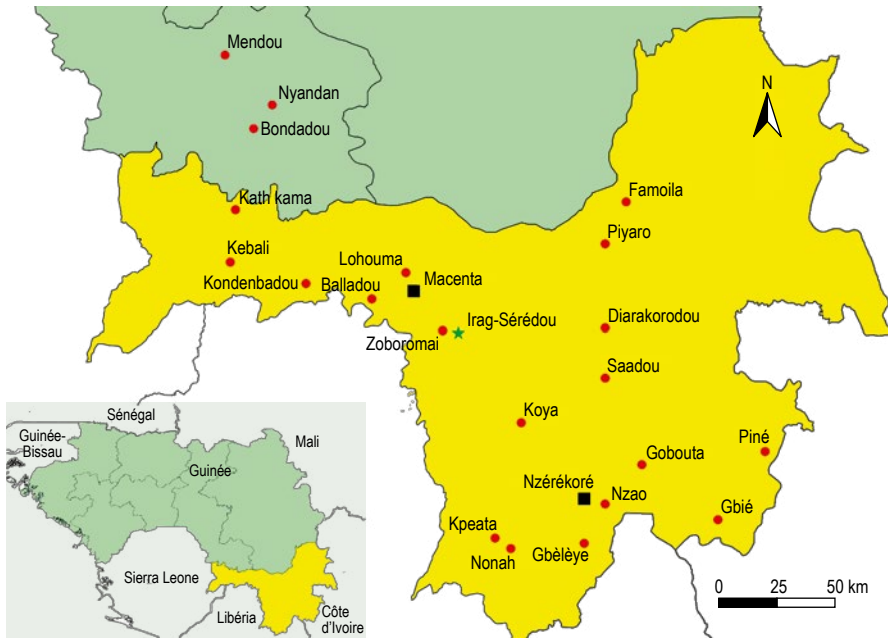 Mendou
Nyandan
Bondadou
N
Kath kama
Famoila
Piyaro
Kebali
Lohouma
Kondenbadou
Balladou
Macenta
Irag-Sérédou
Zoboromai
Diarakorodou
Saadou
Koya
Gobouta
Piné
Nzérékoré
Nzao
Gbié
Kpeata
Nonah
Gbèlèye
0 25 50 km
Sénégal
Guinée-
Bissau
Mali
Guinée
Sierra Leone
Libéria
Côte
d'Ivoire